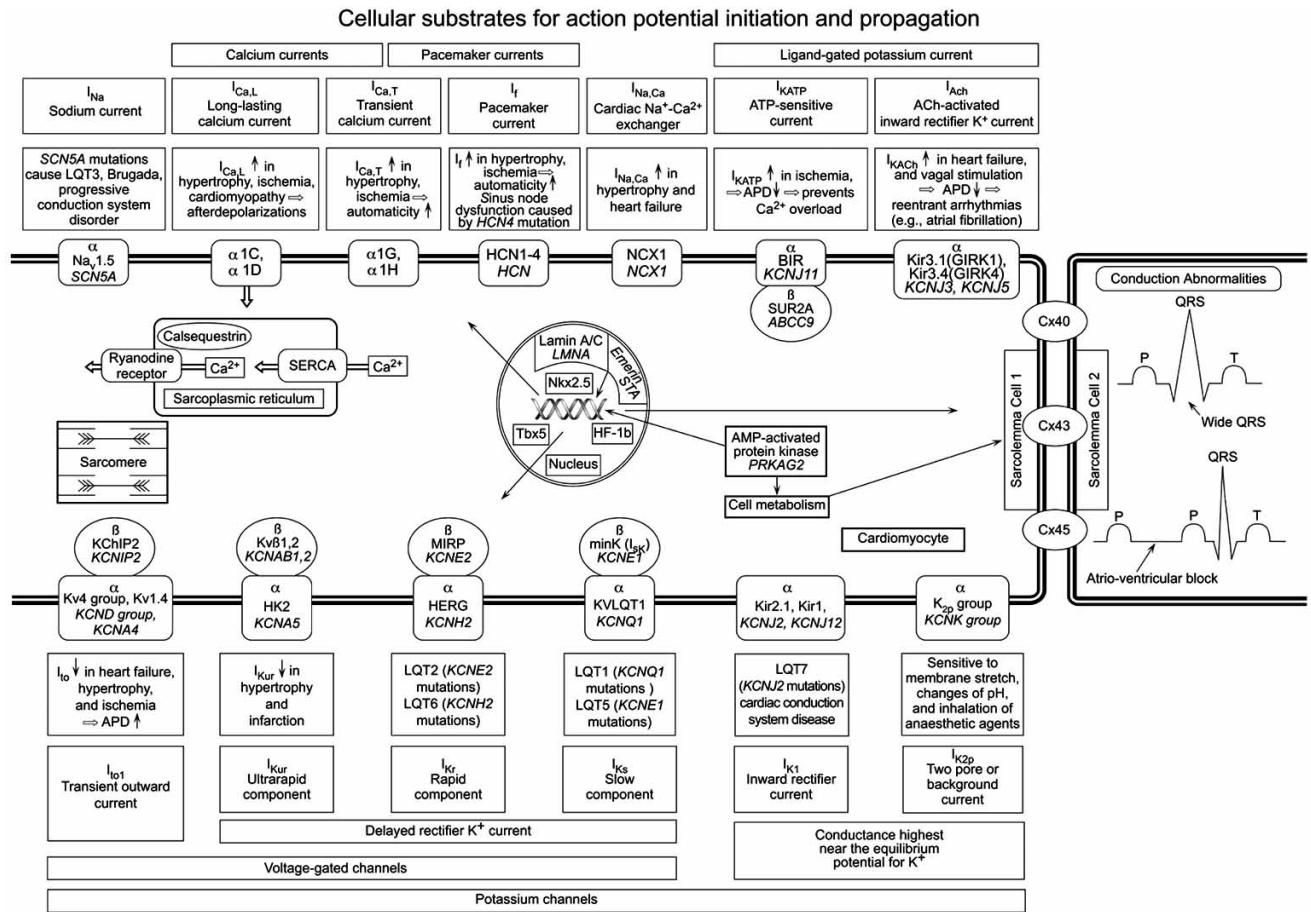 Cellular substrates for action potential initiation and propagation
Calcium currents
Pacemaker currents
Ligand-gated potassium current
I_Na
Sodium current
I_Ca,L
Long-lasting
calcium current
I_Ca,T
Transient
calcium current
I_f
Pacemaker
current
I_Na,Ca
Cardiac Na⁺-Ca²⁺
exchanger
I_KATP
ATP-sensitive
current
I_Ach
ACh-activated
inward rectifier K⁺ current
SCN5A mutations
cause LQT3, Brugada,
progressive
conduction system
disorder
I_Ca,L ↑ in
hypertrophy, ischemia,
cardiomyopathy ⇨
afterdepolarizations
I_Ca,T ↑ in
hypertrophy,
ischemia ⇨
automaticity ↑
I_f ↑ in hypertrophy,
ischemia ⇨
automaticity ↑
Sinus node
dysfunction caused
by HCN4 mutation
I_Na,Ca ↑ in
hypertrophy and
heart failure
I_KATP ↑ in ischemia,
⇨ APD ↓ ⇨ prevents
Ca²⁺ overload
I_KACh ↑ in heart failure,
and vagal stimulation
⇨ APD ↓ ⇨
reentrant arrhythmias
(e.g., atrial fibrillation)
α
Na_v1.5
SCN5A
α 1C,
α 1D
α1G,
α1H
HCN1-4
HCN
NCX1
NCX1
α
BIR
KCNJ11
β
SUR2A
ABCC9
α
Kir3.1(GIRK1),
Kir3.4(GIRK4)
KCNJ3, KCNJ5
Conduction Abnormalities
QRS
P
T
Wide QRS
Cx40
Cx43
Cx45
Sarcolemma Cell 1
Sarcolemma Cell 2
QRS
P
P
T
Atrio-ventricular block
Calsequestrin
Ryanodine
receptor
Ca²⁺
SERCA
Ca²⁺
Sarcoplasmic reticulum
Sarcomere
Lamin A/C
LMNA
Emerin
STA
Nkx2.5
Tbx5
HF-1b
Nucleus
AMP-activated
protein kinase
PRKAG2
Cell metabolism
Cardiomyocyte
β
KChIP2
KCNIP2
β
Kvß1,2
KCNAB1,2
β
MIRP
KCNE2
β
minK (I_sK)
KCNE1
α
Kv4 group, Kv1.4
KCND group,
KCNA4
α
HK2
KCNA5
α
HERG
KCNH2
α
KVLQT1
KCNQ1
α
Kir2.1, Kir1,
KCNJ2, KCNJ12
α
K_2p group
KCNK group
I_to ↓ in heart failure,
hypertrophy,
and ischemia
⇨ APD ↑
I_Kur ↓ in
hypertrophy
and
infarction
LQT2 (KCNE2
mutations)
LQT6 (KCNH2
mutations)
LQT1 (KCNQ1
mutations )
LQT5 (KCNE1
mutations)
LQT7
(KCNJ2 mutations)
cardiac conduction
system disease
Sensitive to
membrane stretch,
changes of pH,
and inhalation of
anaesthetic agents
I_to1
Transient outward
current
I_Kur
Ultrarapid
component
I_Kr
Rapid
component
I_Ks
Slow
component
I_K1
Inward rectifier
current
I_K2p
Two pore or
background
current
Delayed rectifier K⁺ current
Conductance highest
near the equilibrium
potential for K⁺
Voltage-gated channels
Potassium channels